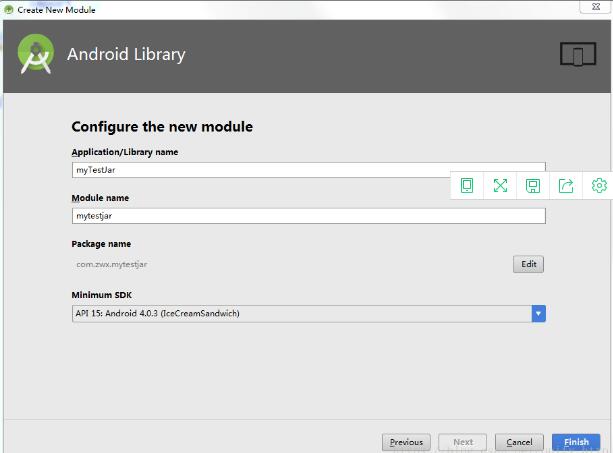 Create New Module
Android Library
Configure the new module
Application/Library name
myTestJar
Module name
mytestjar
Package name
com.zwx.mytestjar
Edit
Minimum SDK
API 15: Android 4.0.3 (IceCreamSandwich)
Previous
Next
Cancel
Finish